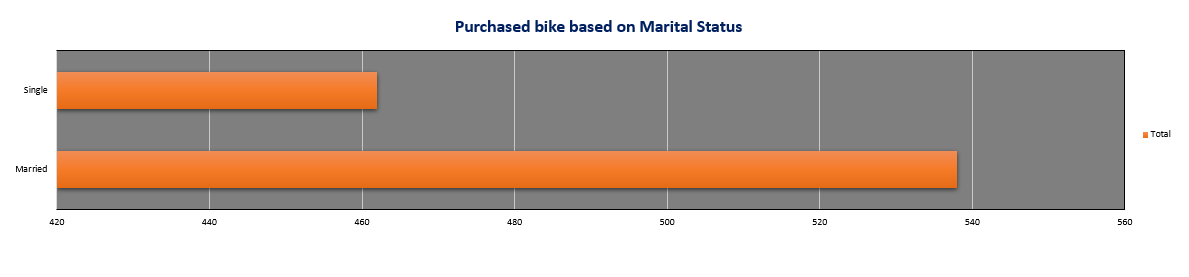 Purchased bike based on Marital Status
Single
Married
Total
420 440 460 480 500 520 540 560